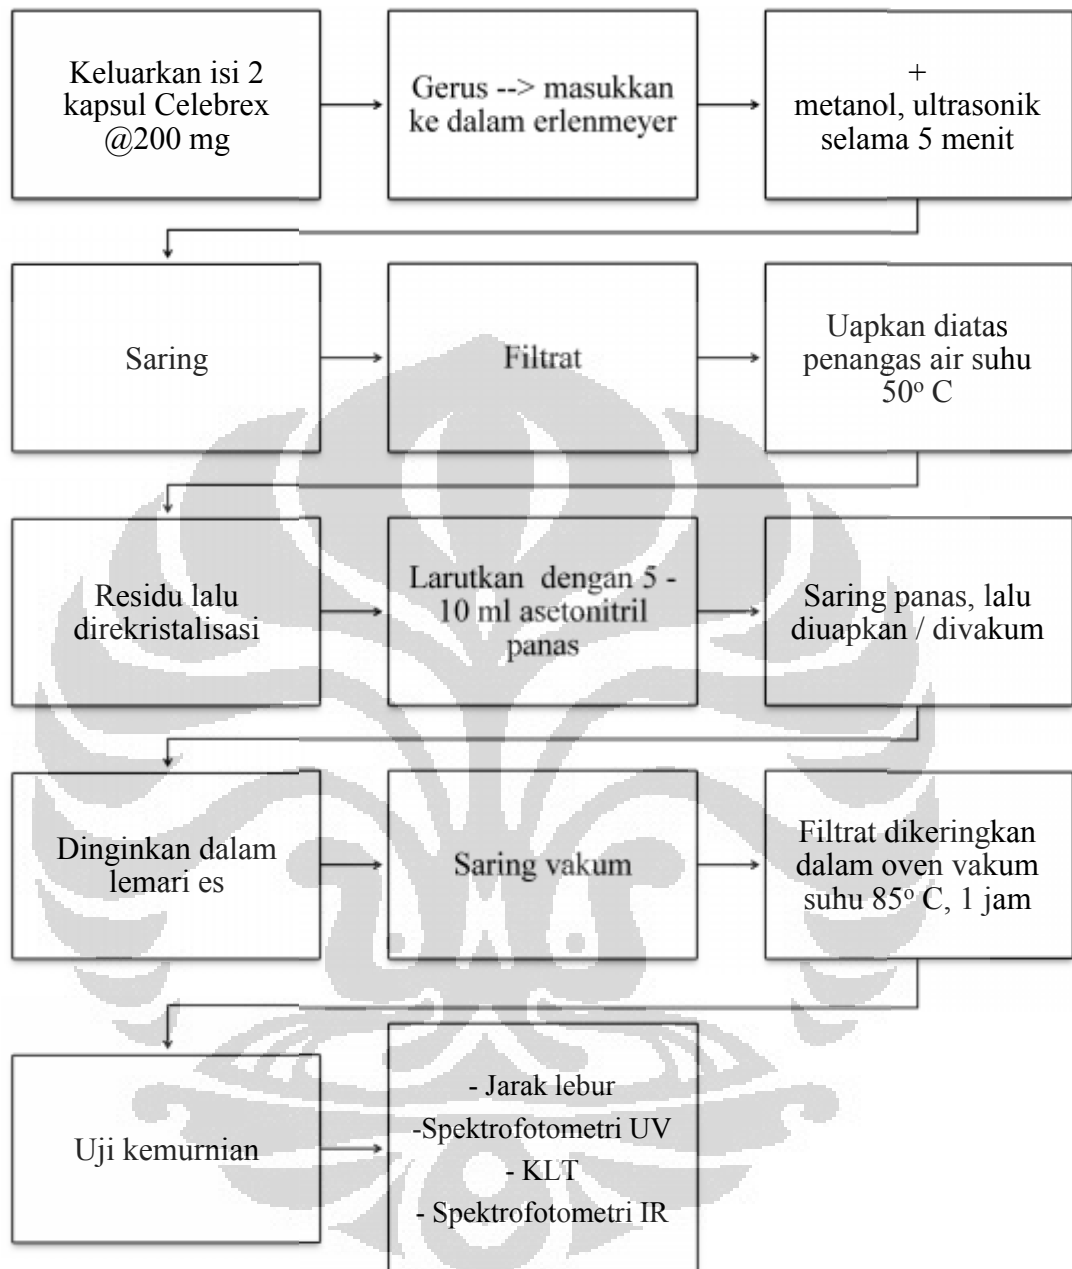 Keluarkan isi 2
kapsul Celebrex
@200 mg
Gerus --> masukkan
ke dalam erlenmeyer
+
metanol, ultrasonik
selama 5 menit
Saring
Filtrat
Uapkan diatas
penangas air suhu
50º C
Residu lalu
direkristalisasi
Larutkan dengan 5 -
10 ml asetonitril
panas
Saring panas, lalu
diuapkan / divakum
Dinginkan dalam
lemari es
Saring vakum
Filtrat dikeringkan
dalam oven vakum
suhu 85º C, 1 jam
Uji kemurnian
- Jarak lebur
-Spektrofotometri UV
- KLT
- Spektrofotometri IR